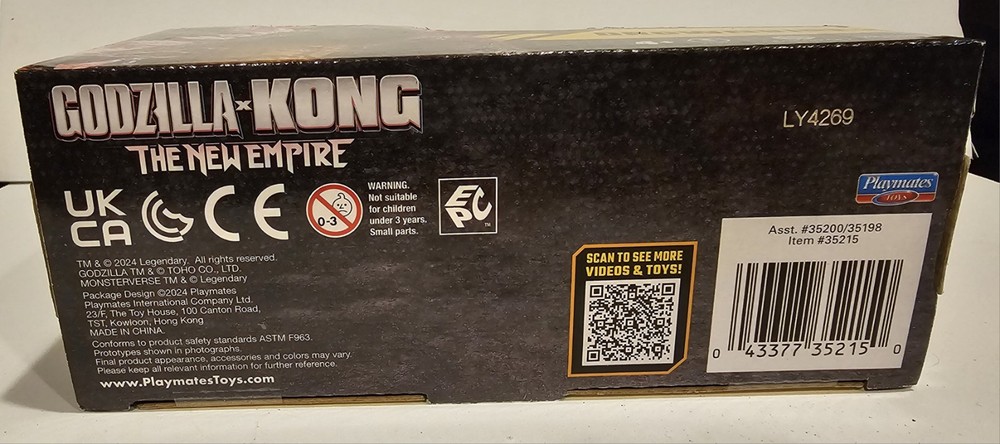 GODZILLA x KONG
THE NEW EMPIRE
LY4269
UK
CA
CE
0-3
WARNING.
Not suitable
for children
under 3 years.
Small parts.
EPC
TM
Playmates
TOYS
TM & © 2024 Legendary. All rights reserved.
GODZILLA TM & © TOHO CO., LTD.
MONSTERVERSE TM & © Legendary
Package Design ©2024 Playmates
Playmates International Company Ltd.
23/F, The Toy House, 100 Canton Road,
TST, Kowloon, Hong Kong
MADE IN CHINA.
Conforms to product safety standards ASTM F963.
Prototypes shown in photographs.
Final product appearance, accessories and colors may vary.
Please keep all relevant information for further reference.
www.PlaymatesToys.com
SCAN TO SEE MORE
VIDEOS & TOYS!
Asst. #35200/35198
Item #35215
0 43377 35215 0